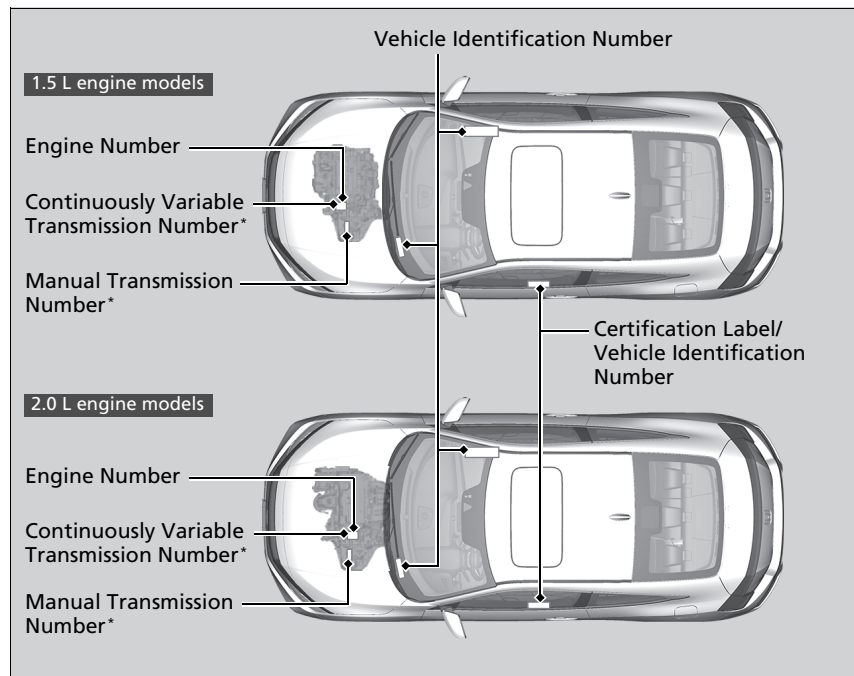 Vehicle Identification Number
1.5 L engine models
Engine Number
Continuously Variable
Transmission Number*
Manual Transmission
Number*
Certification Label/
Vehicle Identification
Number
2.0 L engine models
Engine Number
Continuously Variable
Transmission Number*
Manual Transmission
Number*